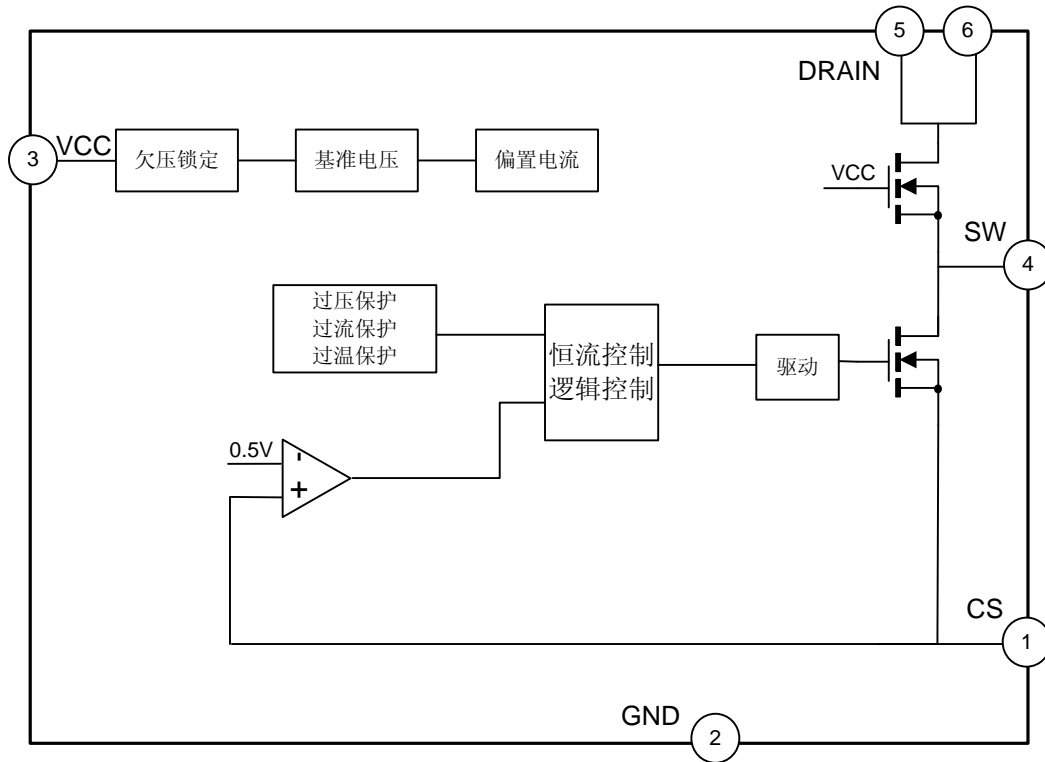 5
6
DRAIN
3
VCC
欠压锁定
基准电压
偏置电流
VCC
SW
4
过压保护
过流保护
过温保护
恒流控制
逻辑控制
驱动
0.5V
-
+
CS
1
GND
2